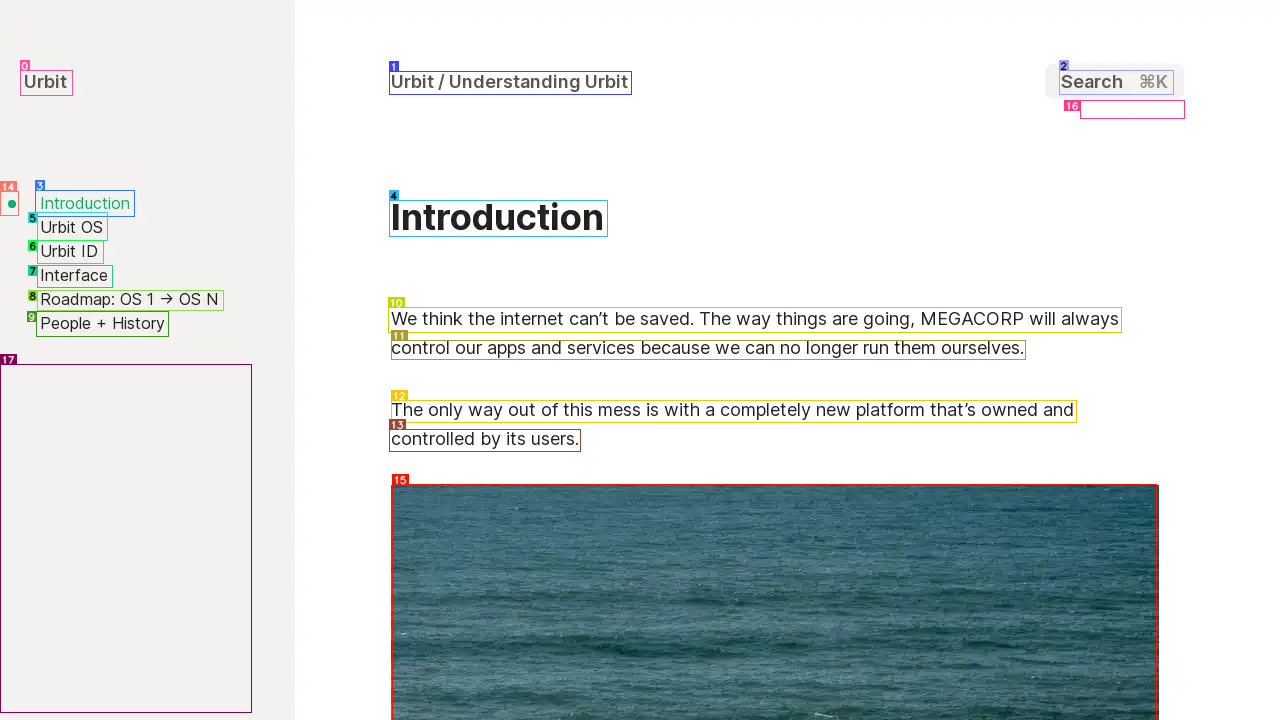 Urbit
Urbit / Understanding Urbit
Search ⌘K
Introduction
Urbit OS
Urbit ID
Interface
Roadmap: OS 1 → OS N
People + History
Introduction
We think the internet can’t be saved. The way things are going, MEGACORP will always
control our apps and services because we can no longer run them ourselves.
The only way out of this mess is with a completely new platform that’s owned and
controlled by its users.
0
1
2
3
4
5
6
7
8
9
10
11
12
13
14
15
16
17